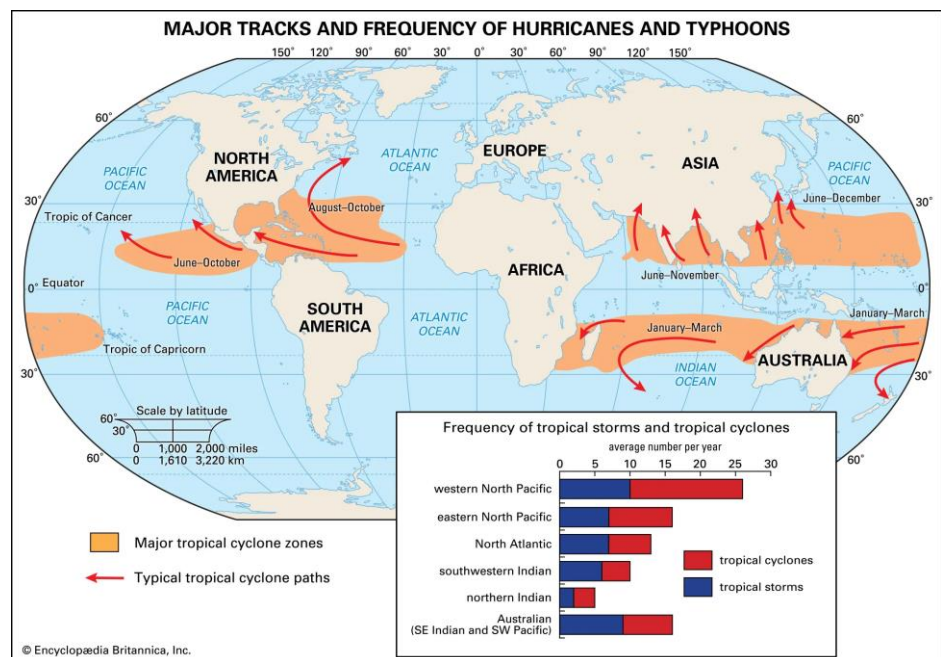 MAJOR TRACKS AND FREQUENCY OF HURRICANES AND TYPHOONS
150° 120° 90° 60° 30° 0° 30° 60° 90° 120° 150°
60° 60°
NORTH
AMERICA
ATLANTIC
OCEAN
EUROPE
ASIA
PACIFIC
OCEAN
PACIFIC
OCEAN
30° 30°
August–October
June–December
Tropic of Cancer
AFRICA
June–October
June–November
Equator
0° 0°
PACIFIC
OCEAN
SOUTH
AMERICA
ATLANTIC
OCEAN
January–March
January–March
Tropic of Capricorn
AUSTRALIA
INDIAN
OCEAN
30° 30°
Scale by latitude
60°
30°
0 1,000 2,000 miles
0 1,610 3,220 km
60° 60°
Major tropical cyclone zones
Typical tropical cyclone paths
Frequency of tropical storms and tropical cyclones
average number per year
0 5 10 15 20 25 30
western North Pacific
eastern North Pacific
North Atlantic
southwestern Indian
northern Indian
Australian
(SE Indian and SW Pacific)
tropical cyclones
tropical storms
© Encyclopædia Britannica, Inc.